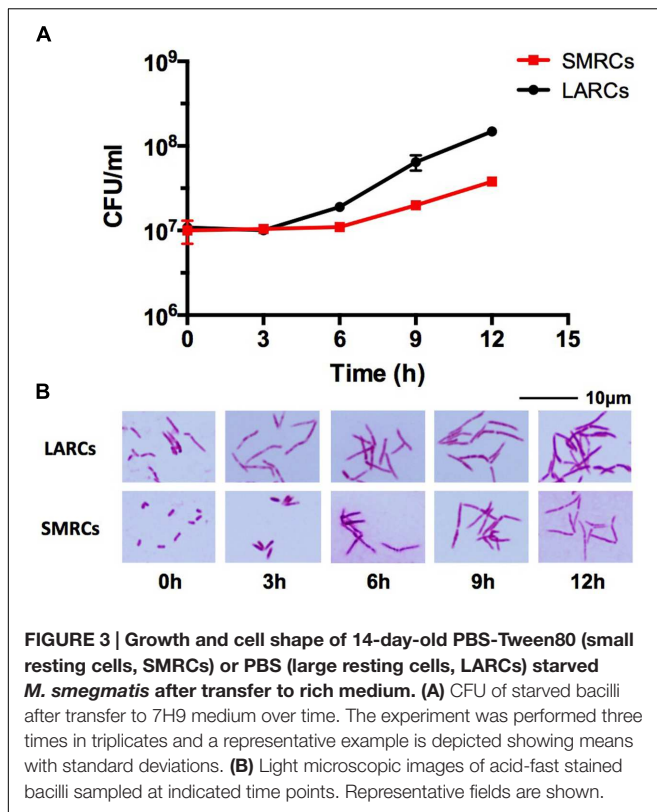 A
10⁹
10⁸
10⁷
10⁶
CFU/ml
SMRCs
LARCs
0 3 6 9 12 15
Time (h)
B
10µm
LARCs
SMRCs
0h 3h 6h 9h 12h
FIGURE 3 | Growth and cell shape of 14-day-old PBS-Tween80 (small
resting cells, SMRCs) or PBS (large resting cells, LARCs) starved
M. smegmatis after transfer to rich medium. (A) CFU of starved bacilli
after transfer to 7H9 medium over time. The experiment was performed three
times in triplicates and a representative example is depicted showing means
with standard deviations. (B) Light microscopic images of acid-fast stained
bacilli sampled at indicated time points. Representative fields are shown.